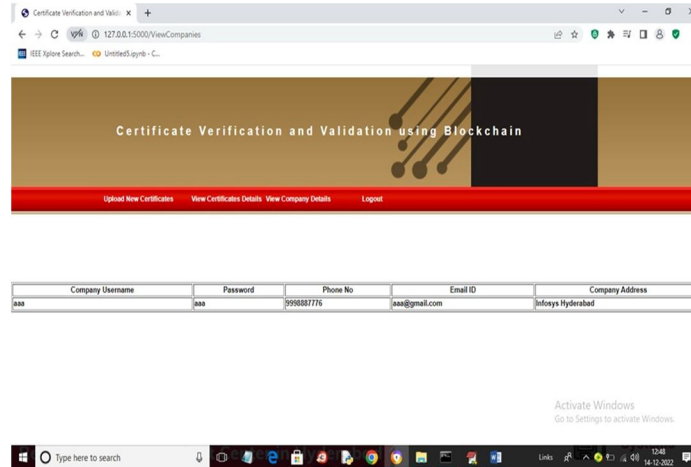 Certificate Verification and Valid
127.0.0.1:5000/ViewCompanies
IEEE Xplore Search... Untitled5.ipynb - C...
Certificate Verification and Validation using Blockchain
Upload New Certificates View Certificates Details View Company Details Logout
Company Username Password Phone No Email ID Company Address
aaa aaa 9998887776 aaa@gmail.com Infosys Hyderabad
Activate Windows
Go to Settings to activate Windows.
Type here to search Links 12:48
14-12-2022